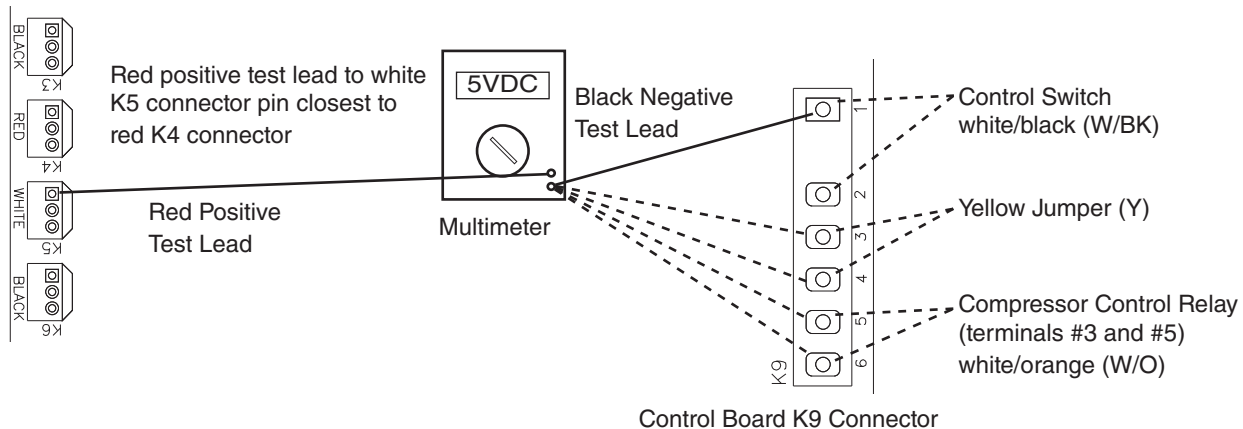 BLACK
K3
RED
K4
WHITE
K5
BLACK
K6
Red positive test lead to white
K5 connector pin closest to
red K4 connector
Red Positive
Test Lead
5VDC
Multimeter
Black Negative
Test Lead
1
2
3
4
5
6
K9
Control Switch
white/black (W/BK)
Yellow Jumper (Y)
Compressor Control Relay
(terminals #3 and #5)
white/orange (W/O)
Control Board K9 Connector